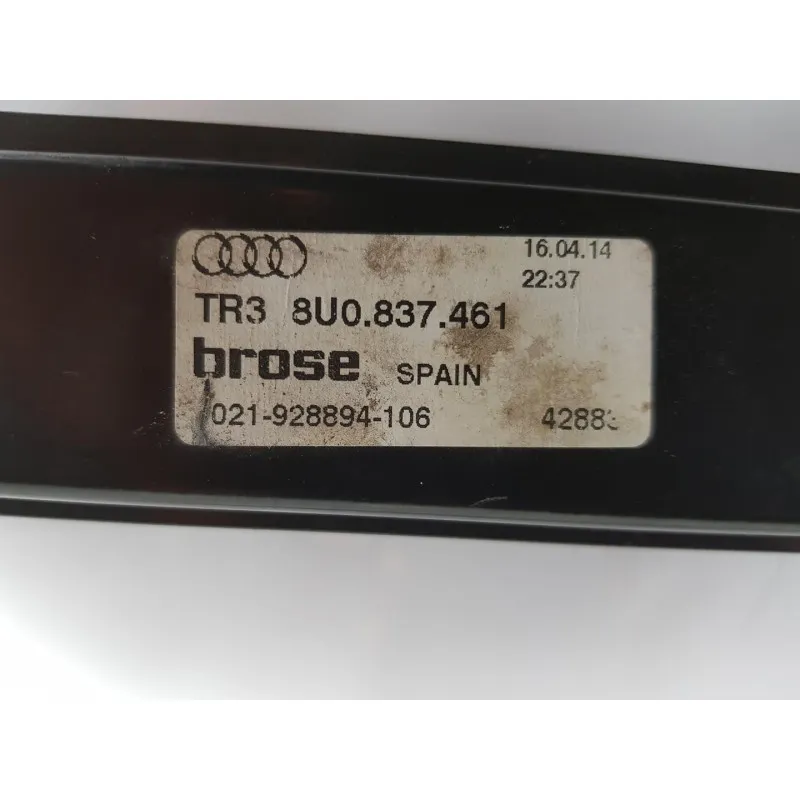 16.04.14
22:37
TR3 8U0.837.461
brose SPAIN
021-928894-106